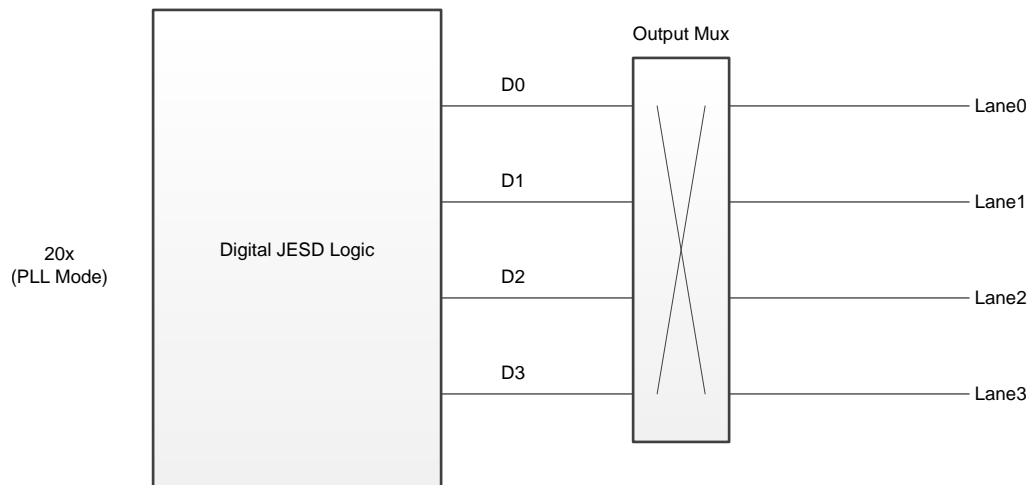 Output Mux
D0
Lane0
D1
Lane1
20x
(PLL Mode)
Digital JESD Logic
D2
Lane2
D3
Lane3